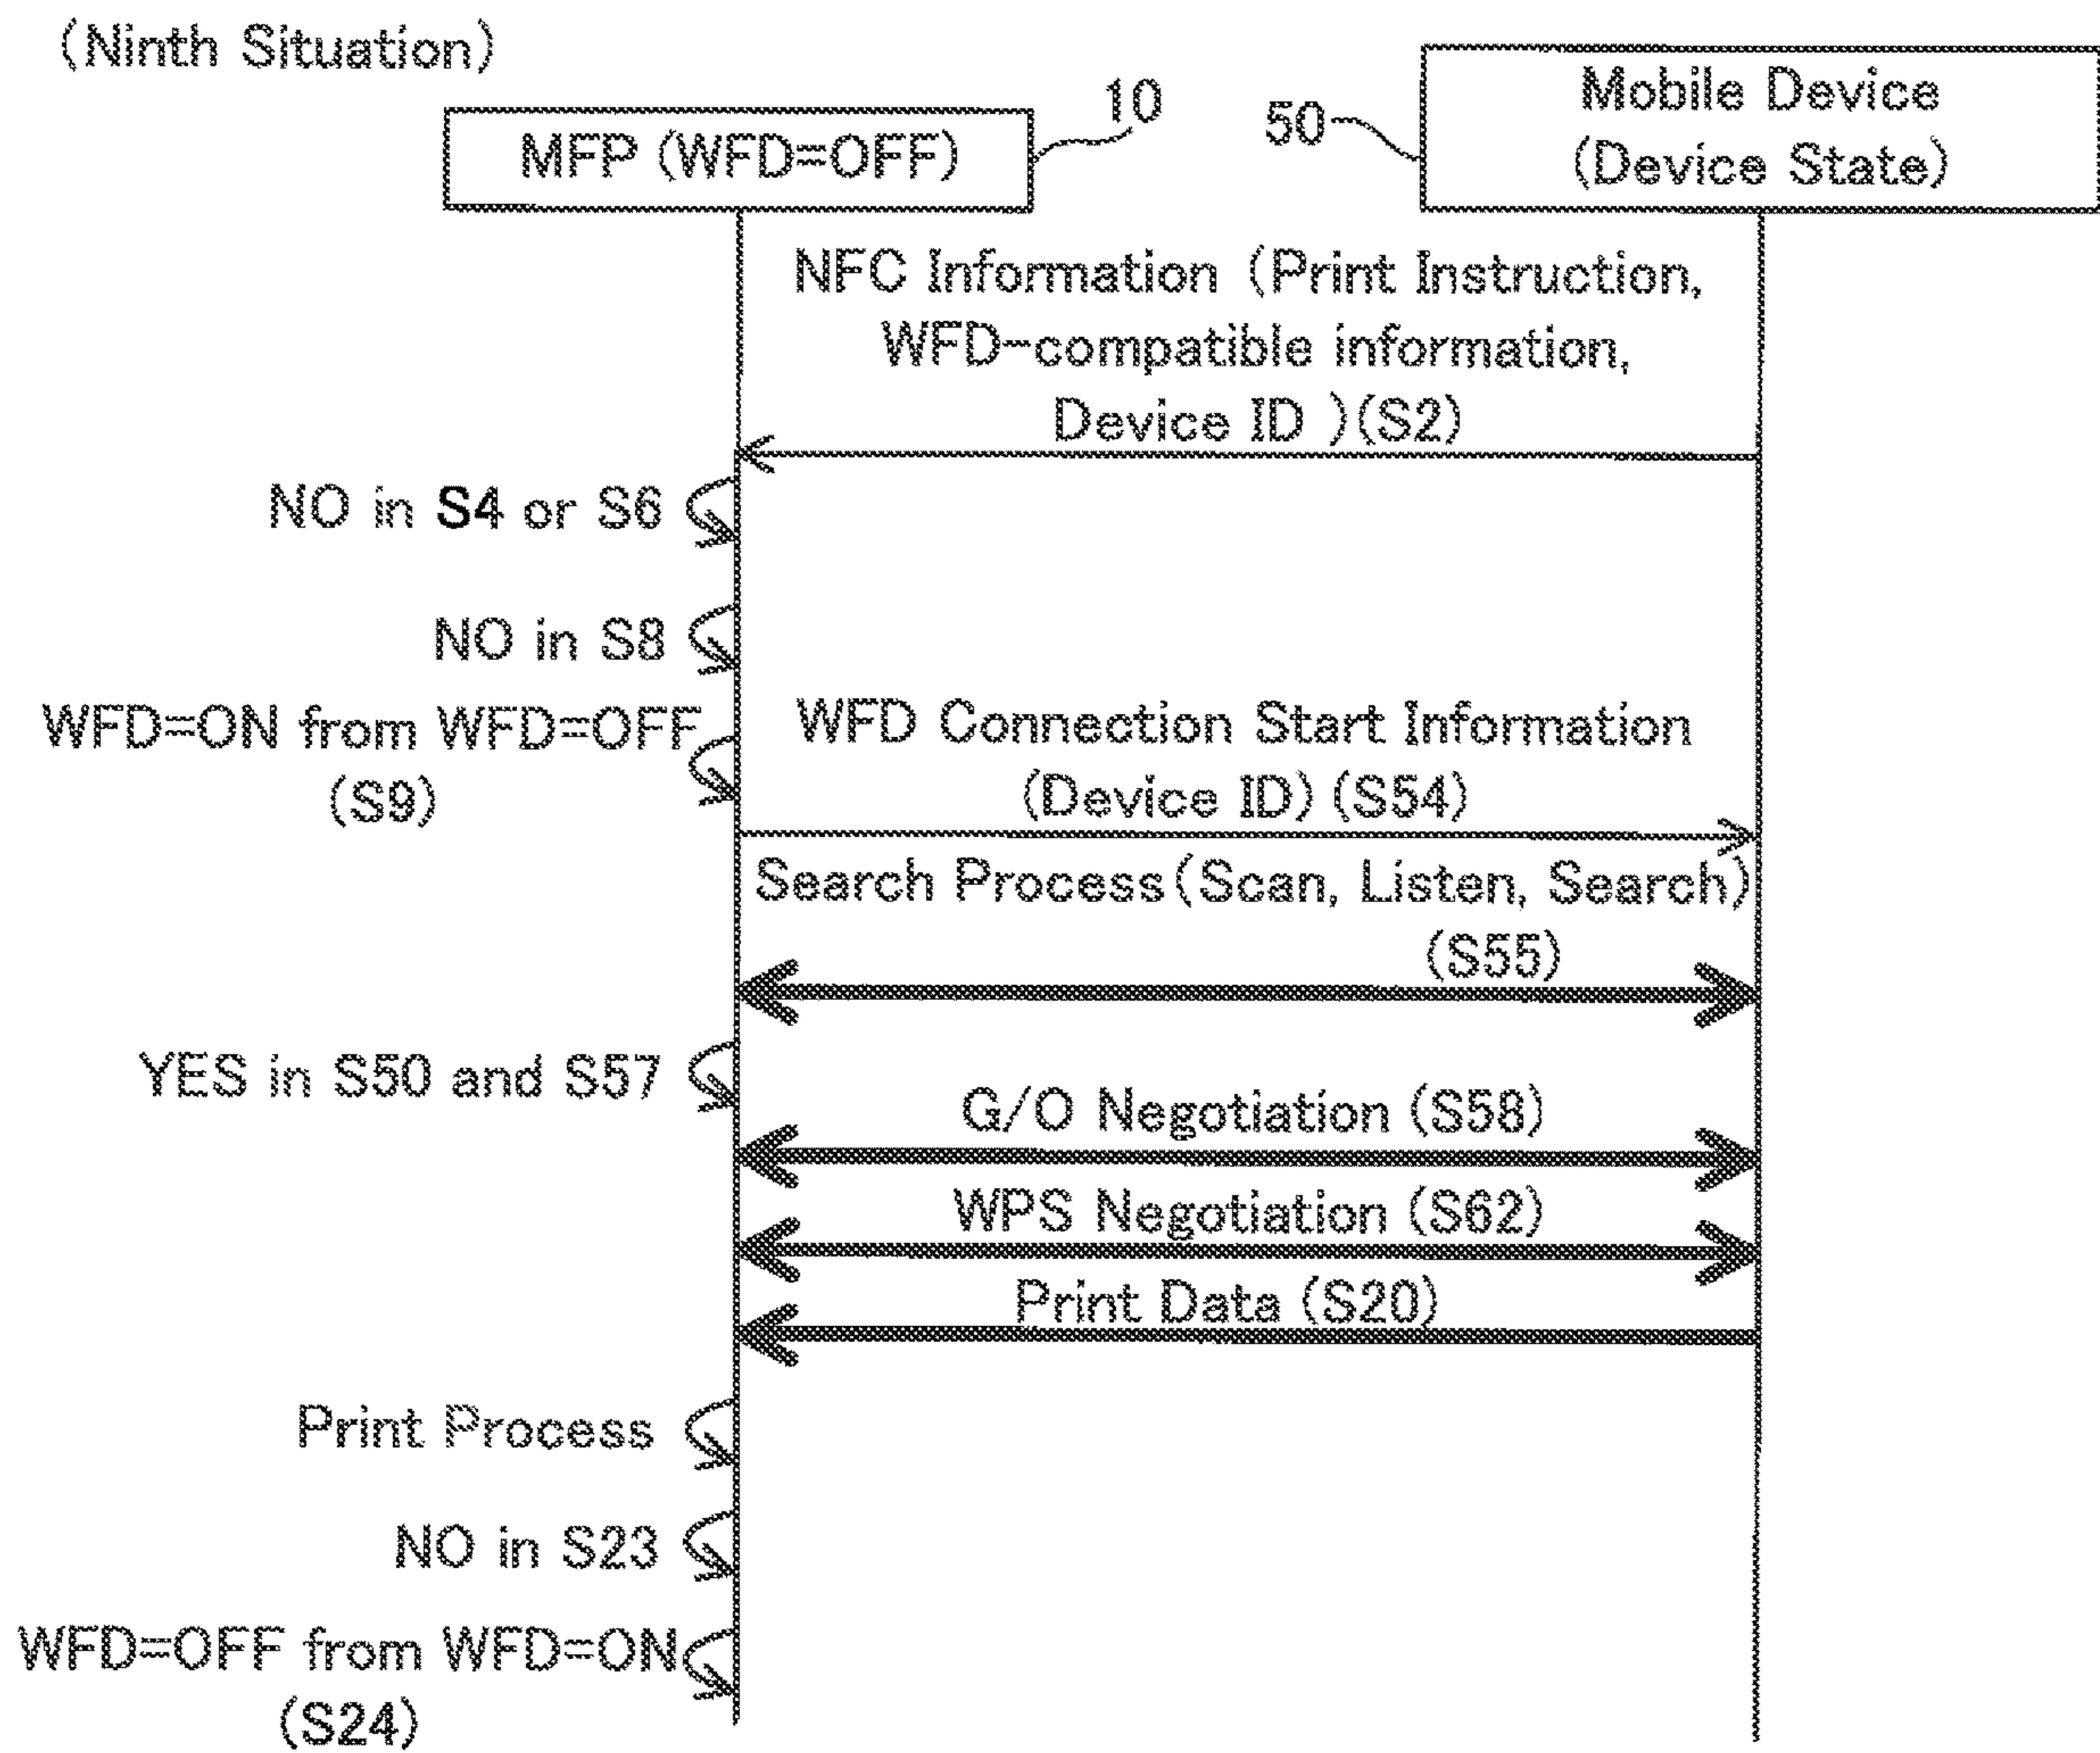 (Ninth Situation)
MFP (WFD=OFF)
10
50
Mobile Device
(Device State)
NFC Information (Print Instruction,
WFD-compatible information,
Device ID )(S2)
NO in S4 or S6
NO in S8
WFD=ON from WFD=OFF
(S9)
WFD Connection Start Information
(Device ID) (S54)
Search Process(Scan, Listen, Search)
(S55)
YES in S50 and S57
G/O Negotiation (S58)
WPS Negotiation (S62)
Print Data (S20)
Print Process
NO in S23
WFD=OFF from WFD=ON
(S24)